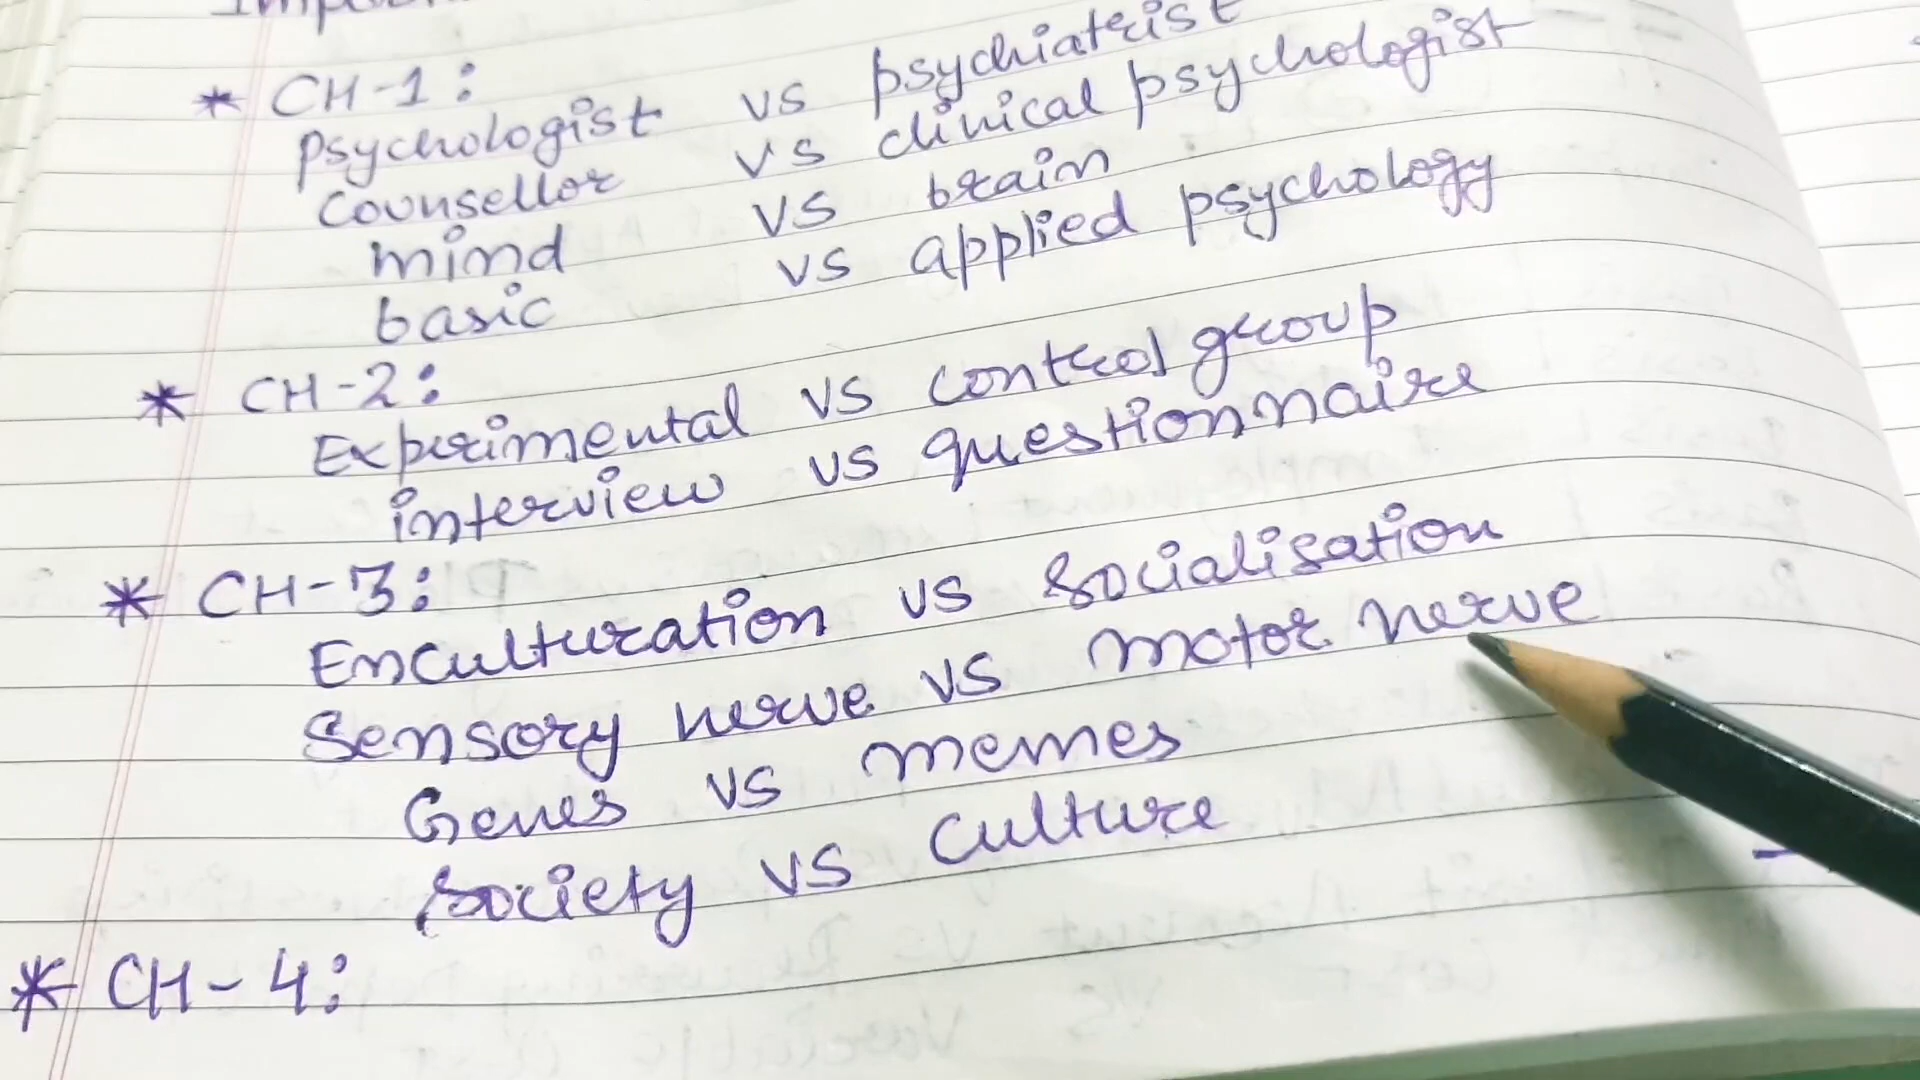 * CH-1:
Psychologist vs psychiatrist
Counsellor vs clinical psychologist
mind vs brain
basic vs applied psychology
* CH-2:
Experimental vs control group
interview vs questionnaire
* CH-3:
Enculturation vs Socialisation
Sensory nerve vs motor nerve
Genes vs memes
Society vs Culture
* CH-4: